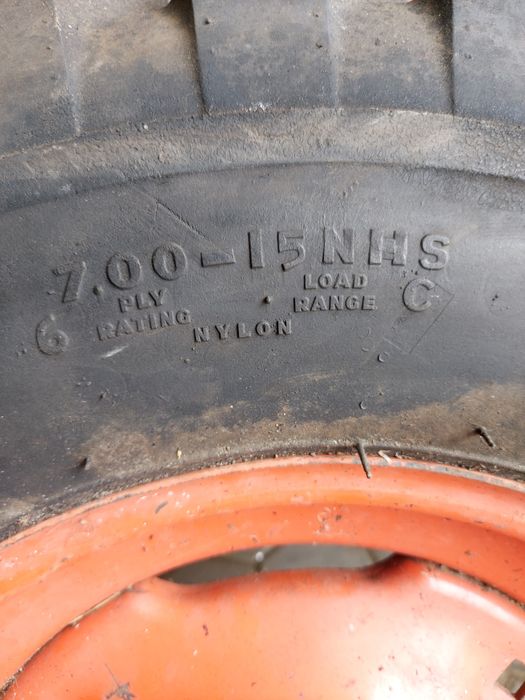 7.00-15NHS
6 PLY RATING NYLON LOAD RANGE C